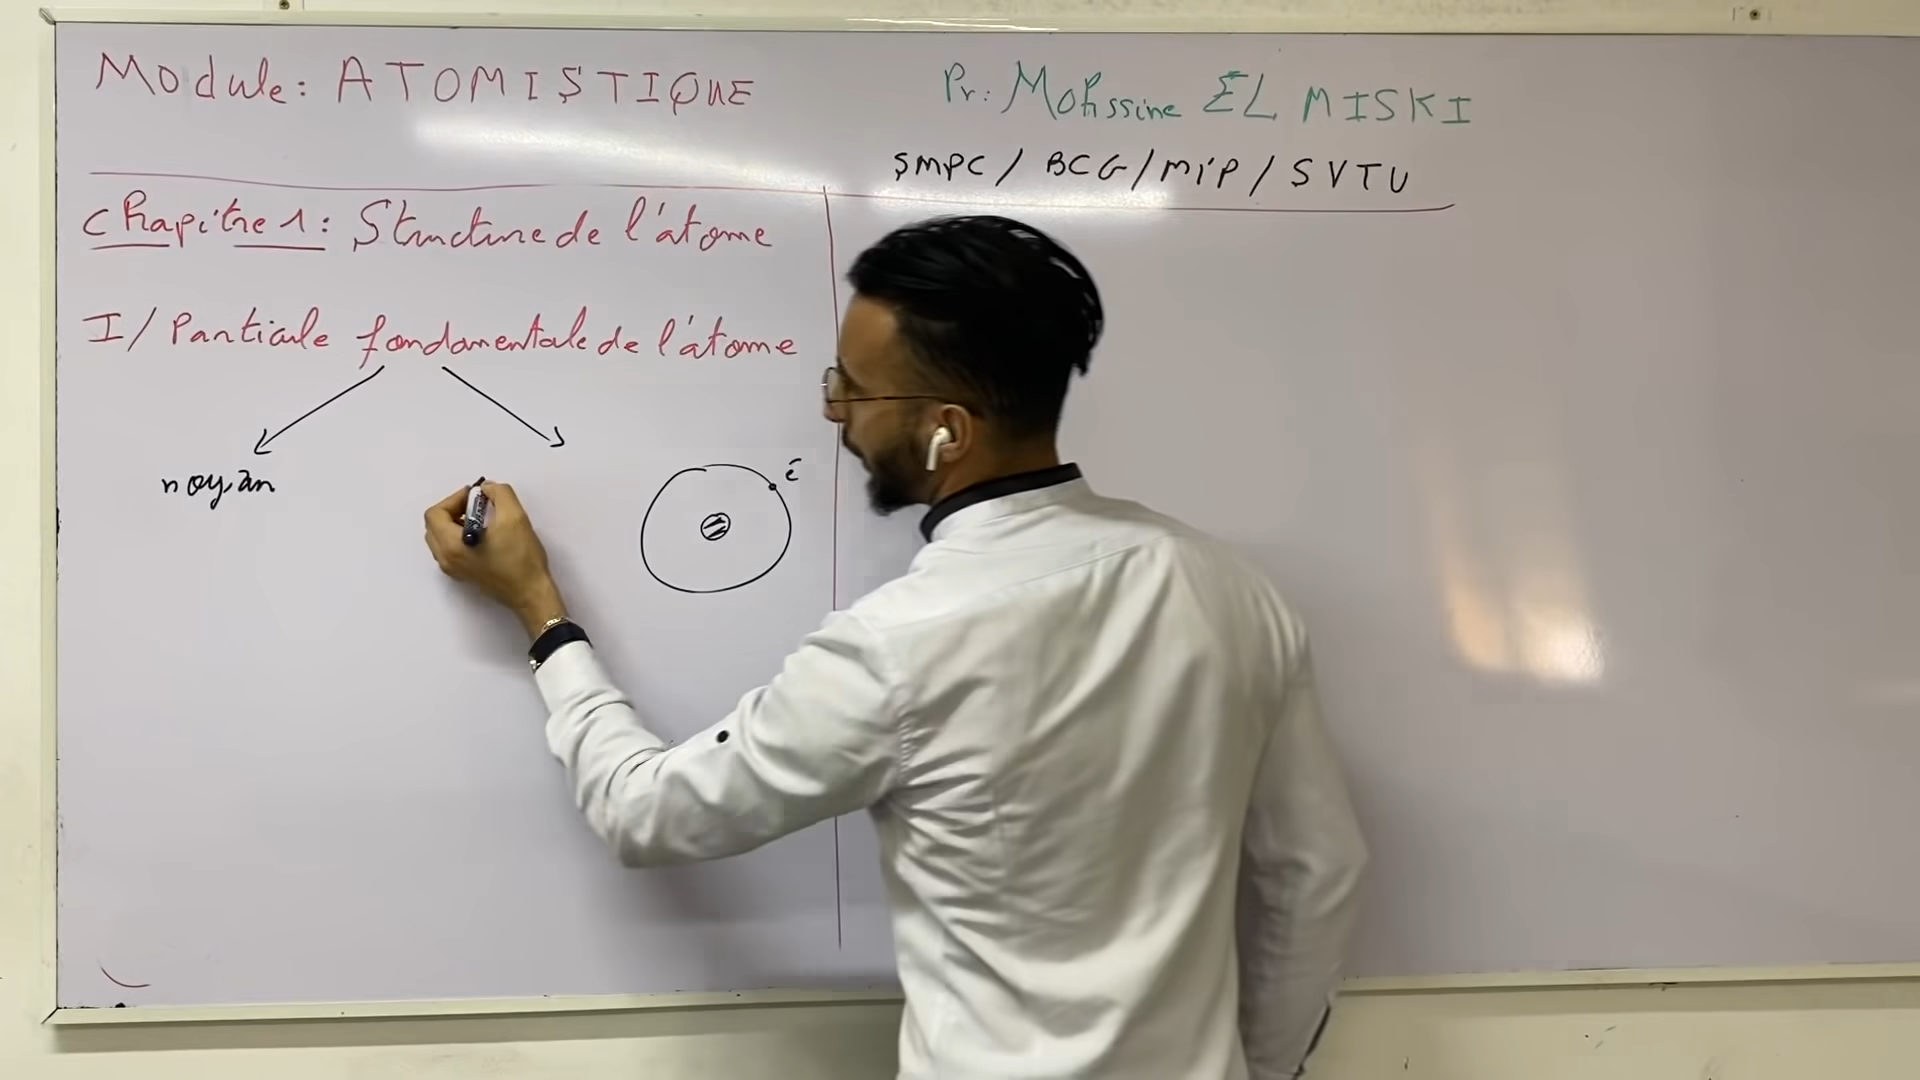 Module: ATOMISTIQUE
Pr: Mohssine EL MISKI
SMPC / BCG / MIP / SVTU
Chapitre 1: Structure de l'atome
I/ Particule fondamentale de l'atome
noyau
e-